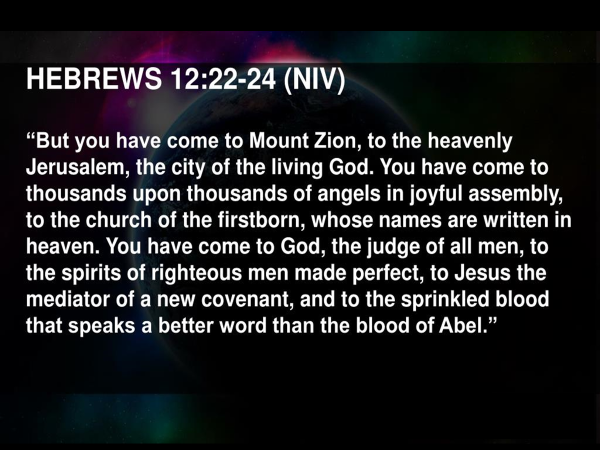 HEBREWS 12:22-24 (NIV)
“But you have come to Mount Zion, to the heavenly
Jerusalem, the city of the living God. You have come to
thousands upon thousands of angels in joyful assembly,
to the church of the firstborn, whose names are written in
heaven. You have come to God, the judge of all men, to
the spirits of righteous men made perfect, to Jesus the
mediator of a new covenant, and to the sprinkled blood
that speaks a better word than the blood of Abel.”